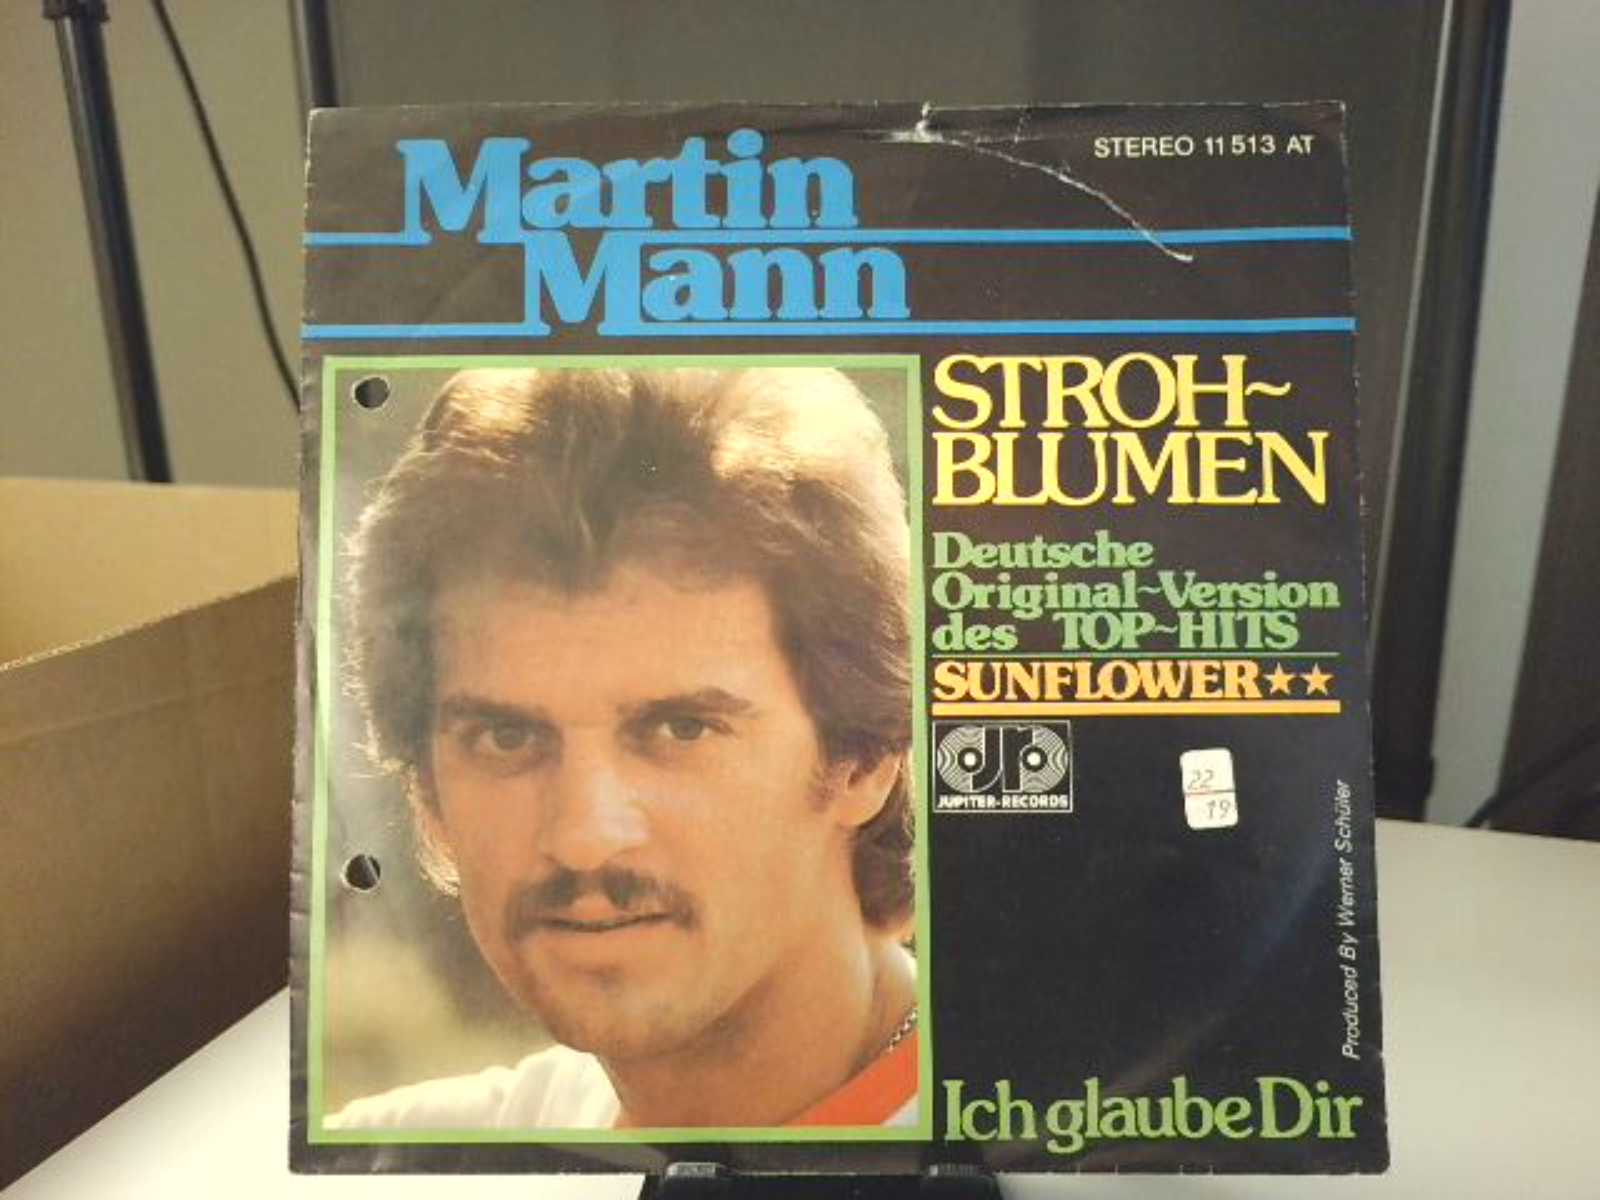 Martin
Mann
STEREO 11 513 AT
STROH~
BLUMEN
Deutsche
Original~Version
des TOP~HITS
SUNFLOWER★★
jr
JUPITER-RECORDS
22
19
Produced By Werner Schüler
Ich glaube Dir